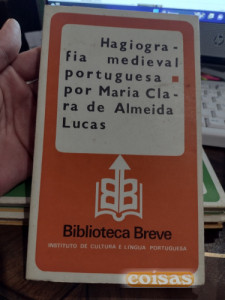 Hagiogra-
fia medieval
portuguesa ■
por Maria Cla-
ra de Almeida
Lucas
BB
Biblioteca Breve
INSTITUTO DE CULTURA E LÍNGUA PORTUGUESA
coisas